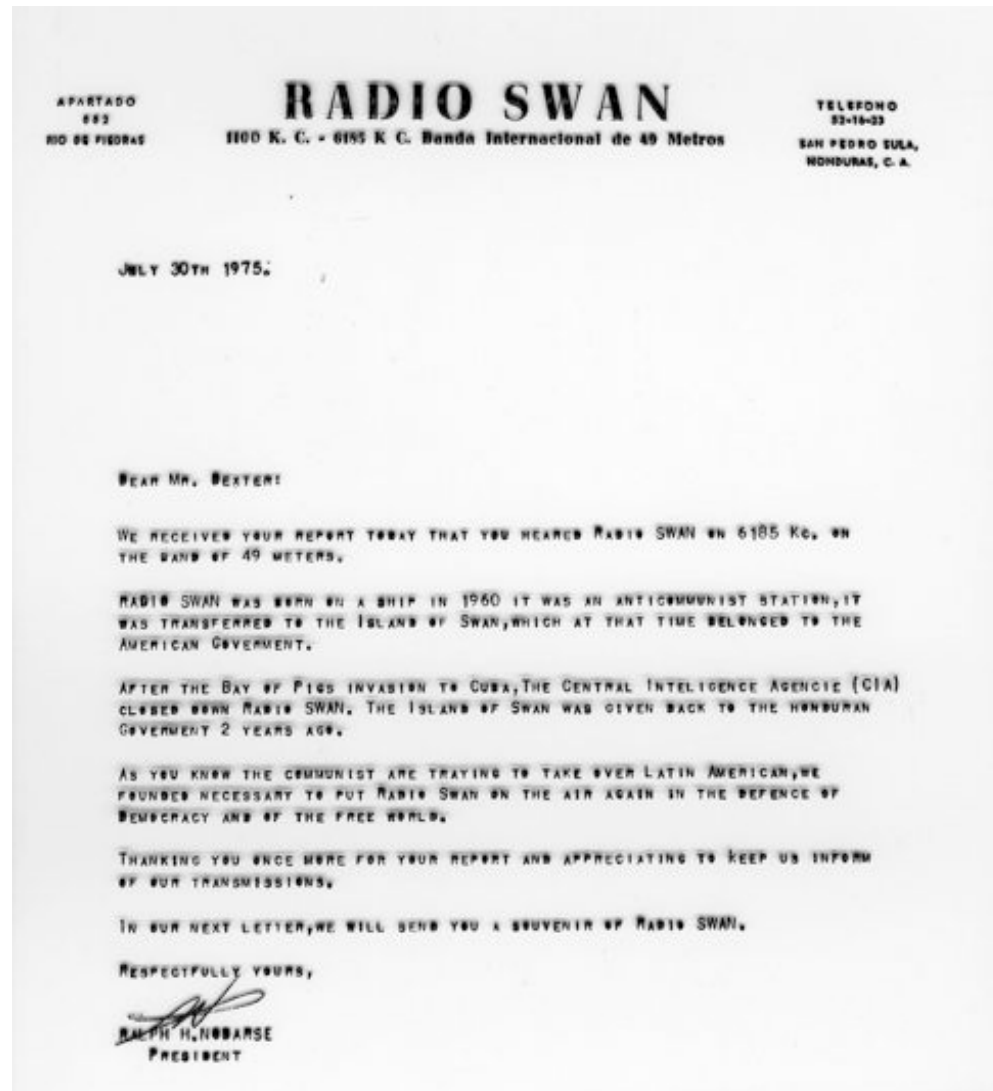 APARTADO
652
RIO DE PIEDRAS
RADIO SWAN
1100 K. C. - 6185 K C. Banda Internacional de 49 Metros
TELEFONO
52-16-23
SAN PEDRO SULA,
HONDURAS, C. A.
JULY 30TH 1975.
DEAR MR. DEXTER:
WE RECEIVED YOUR REPORT TODAY THAT YOU HEARED RADIO SWAN ON 6185 KC. ON
THE BAND OF 49 METERS.
RADIO SWAN WAS BORN ON A SHIP IN 1960 IT WAS AN ANTICOMMUNIST STATION,IT
WAS TRANSFERRED TO THE ISLAND OF SWAN,WHICH AT THAT TIME BELONGED TO THE
AMERICAN GOVERMENT.
AFTER THE BAY OF PIGS INVASION TO CUBA,THE CENTRAL INTELIGENCE AGENCIE (CIA)
CLOSED DOWN RADIO SWAN. THE ISLAND OF SWAN WAS GIVEN BACK TO THE HONDURAN
GOVERMENT 2 YEARS AGO.
AS YOU KNOW THE COMMUNIST ARE TRAYING TO TAKE OVER LATIN AMERICAN,WE
FOUNDED NECESSARY TO PUT RADIO SWAN ON THE AIR AGAIN IN THE DEFENCE OF
DEMOCRACY AND OF THE FREE WORLD.
THANKING YOU ONCE MORE FOR YOUR REPORT AND APPRECIATING TO KEEP US INFORM
OF OUR TRANSMISSIONS.
IN OUR NEXT LETTER,WE WILL SEND YOU A SOUVENIR OF RADIO SWAN.
RESPECTFULLY YOURS,
RALPH H.NODARSE
PRESIDENT